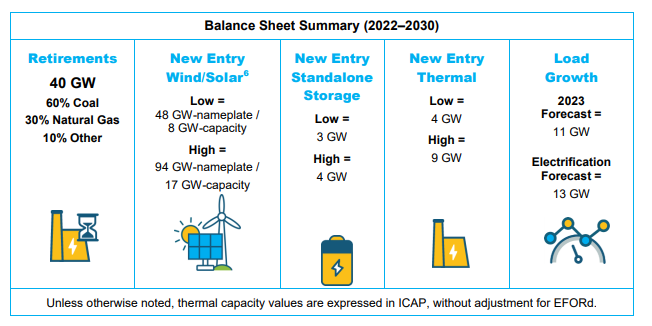 Balance Sheet Summary (2022–2030)
Retirements
40 GW
60% Coal
30% Natural Gas
10% Other
New Entry
Wind/Solar⁶
Low =
48 GW-nameplate /
8 GW-capacity
High =
94 GW-nameplate /
17 GW-capacity
New Entry
Standalone
Storage
Low =
3 GW
High =
4 GW
New Entry
Thermal
Low =
4 GW
High =
9 GW
Load
Growth
2023
Forecast =
11 GW
Electrification
Forecast =
13 GW
Unless otherwise noted, thermal capacity values are expressed in ICAP, without adjustment for EFORd.